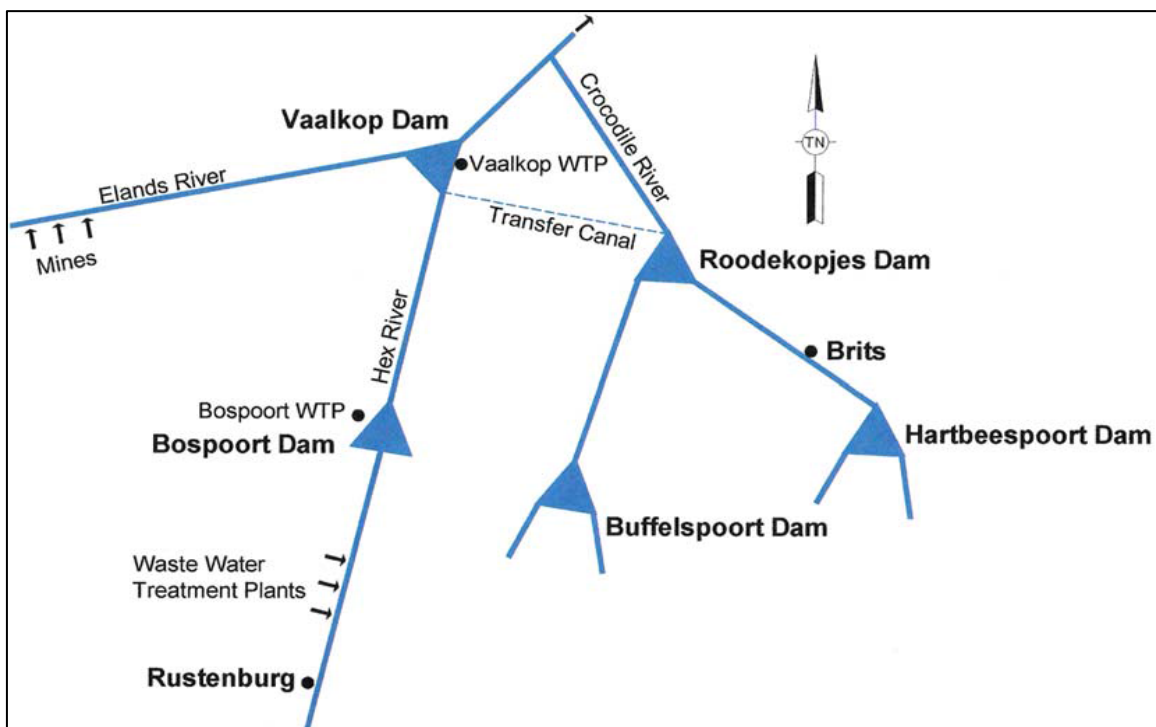 Crocodile River
TN
Vaalkop Dam
Vaalkop WTP
Elands River
Transfer Canal
Mines
Roodekopjes Dam
Hex River
Brits
Bospoort WTP
Bospoort Dam
Hartbeespoort Dam
Buffelspoort Dam
Waste Water
Treatment Plants
Rustenburg